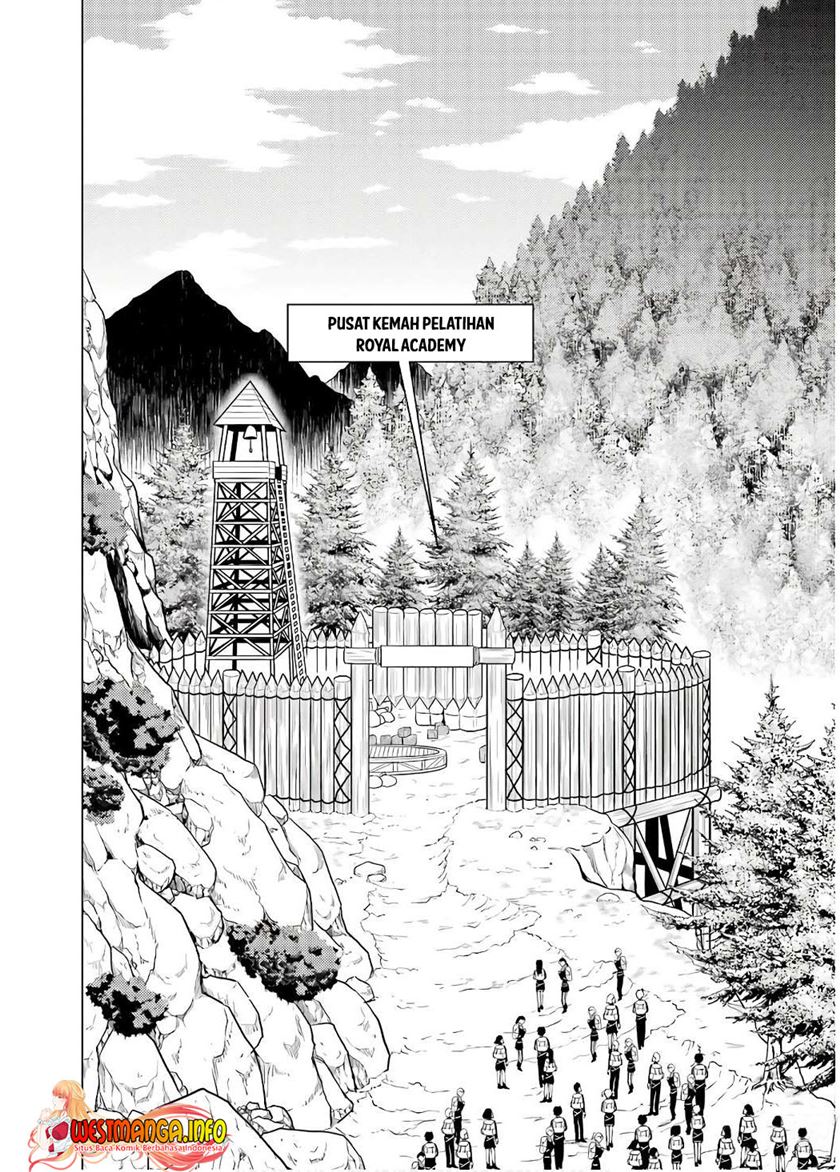 PUSAT KEMAH PELATIHAN
ROYAL ACADEMY
WESTMANGA.INFO
Situs Baca Komik Berbahasa Indonesia